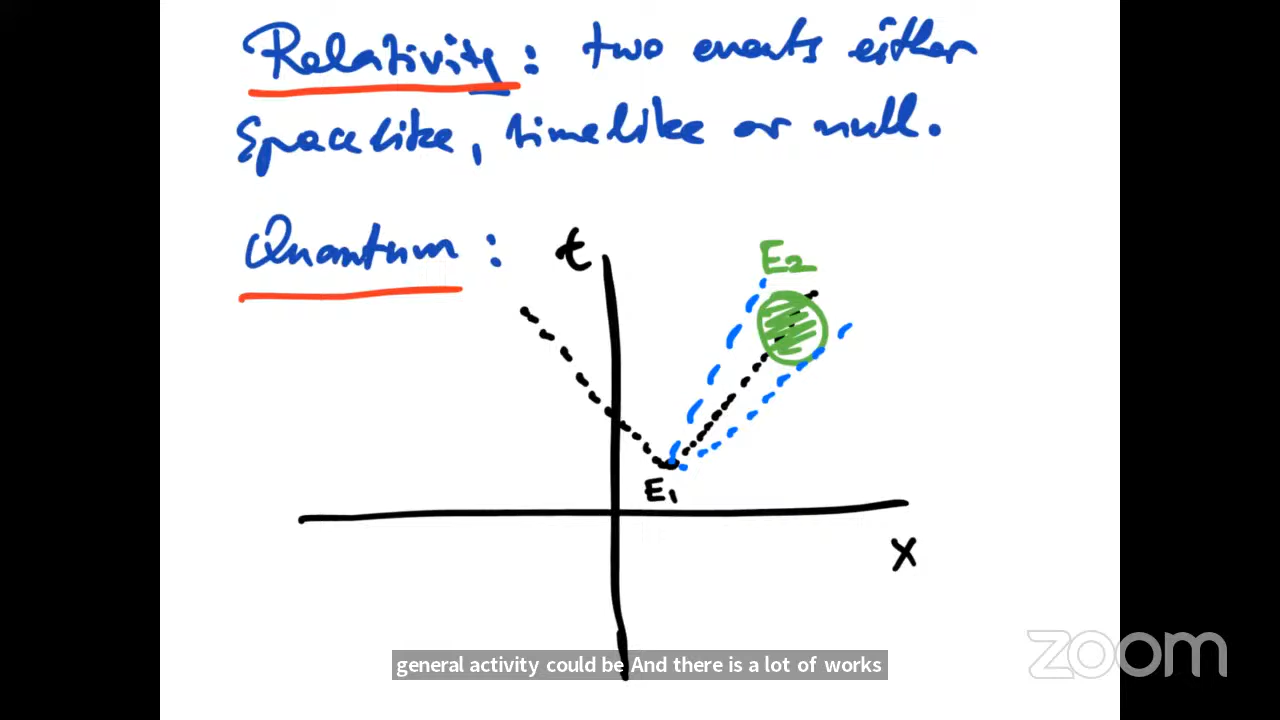 Relativity: two events either
Spacelike, timelike or null.
Quantum:
t
E2
E1
x
zoom
general activity could be And there is a lot of works